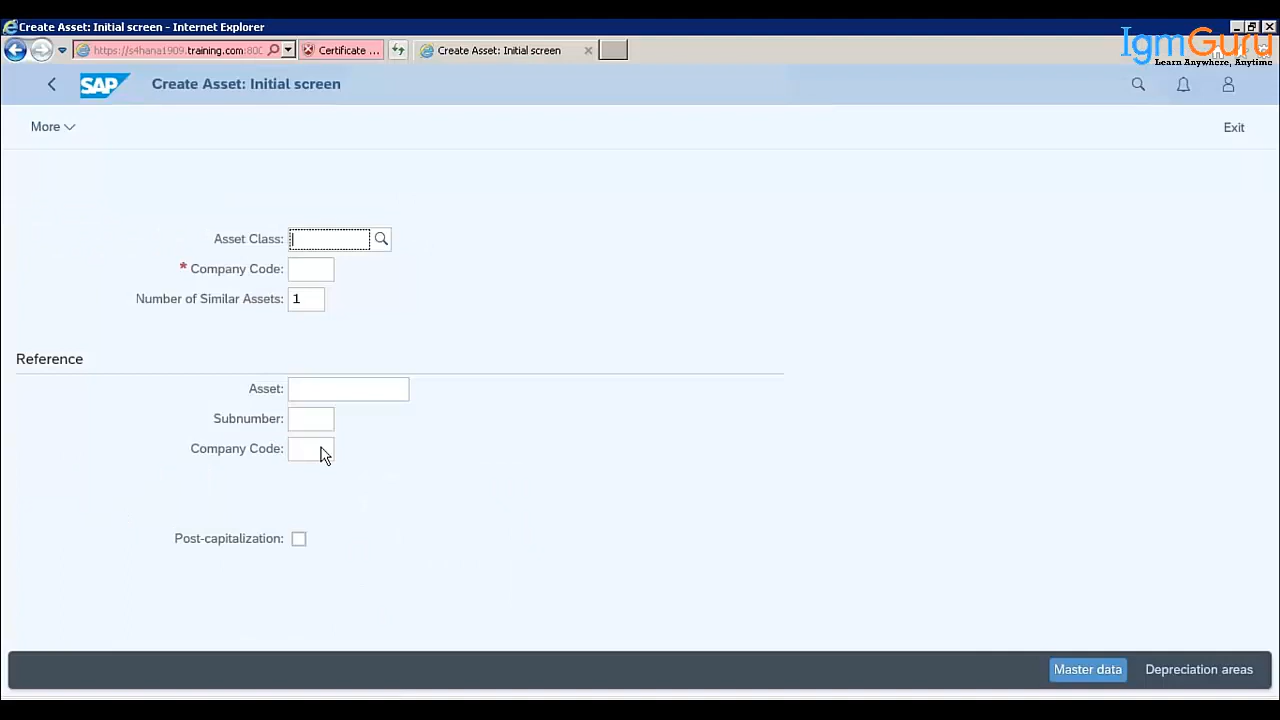 Create Asset: Initial screen - Internet Explorer
https://s4hana1909.training.com:800
Certificate ...
Create Asset: Initial screen
IgmGuru
Learn Anywhere, Anytime
SAP
Create Asset: Initial screen
More
Exit
Asset Class:
* Company Code:
Number of Similar Assets: 1
Reference
Asset:
Subnumber:
Company Code:
Post-capitalization:
Master data
Depreciation areas